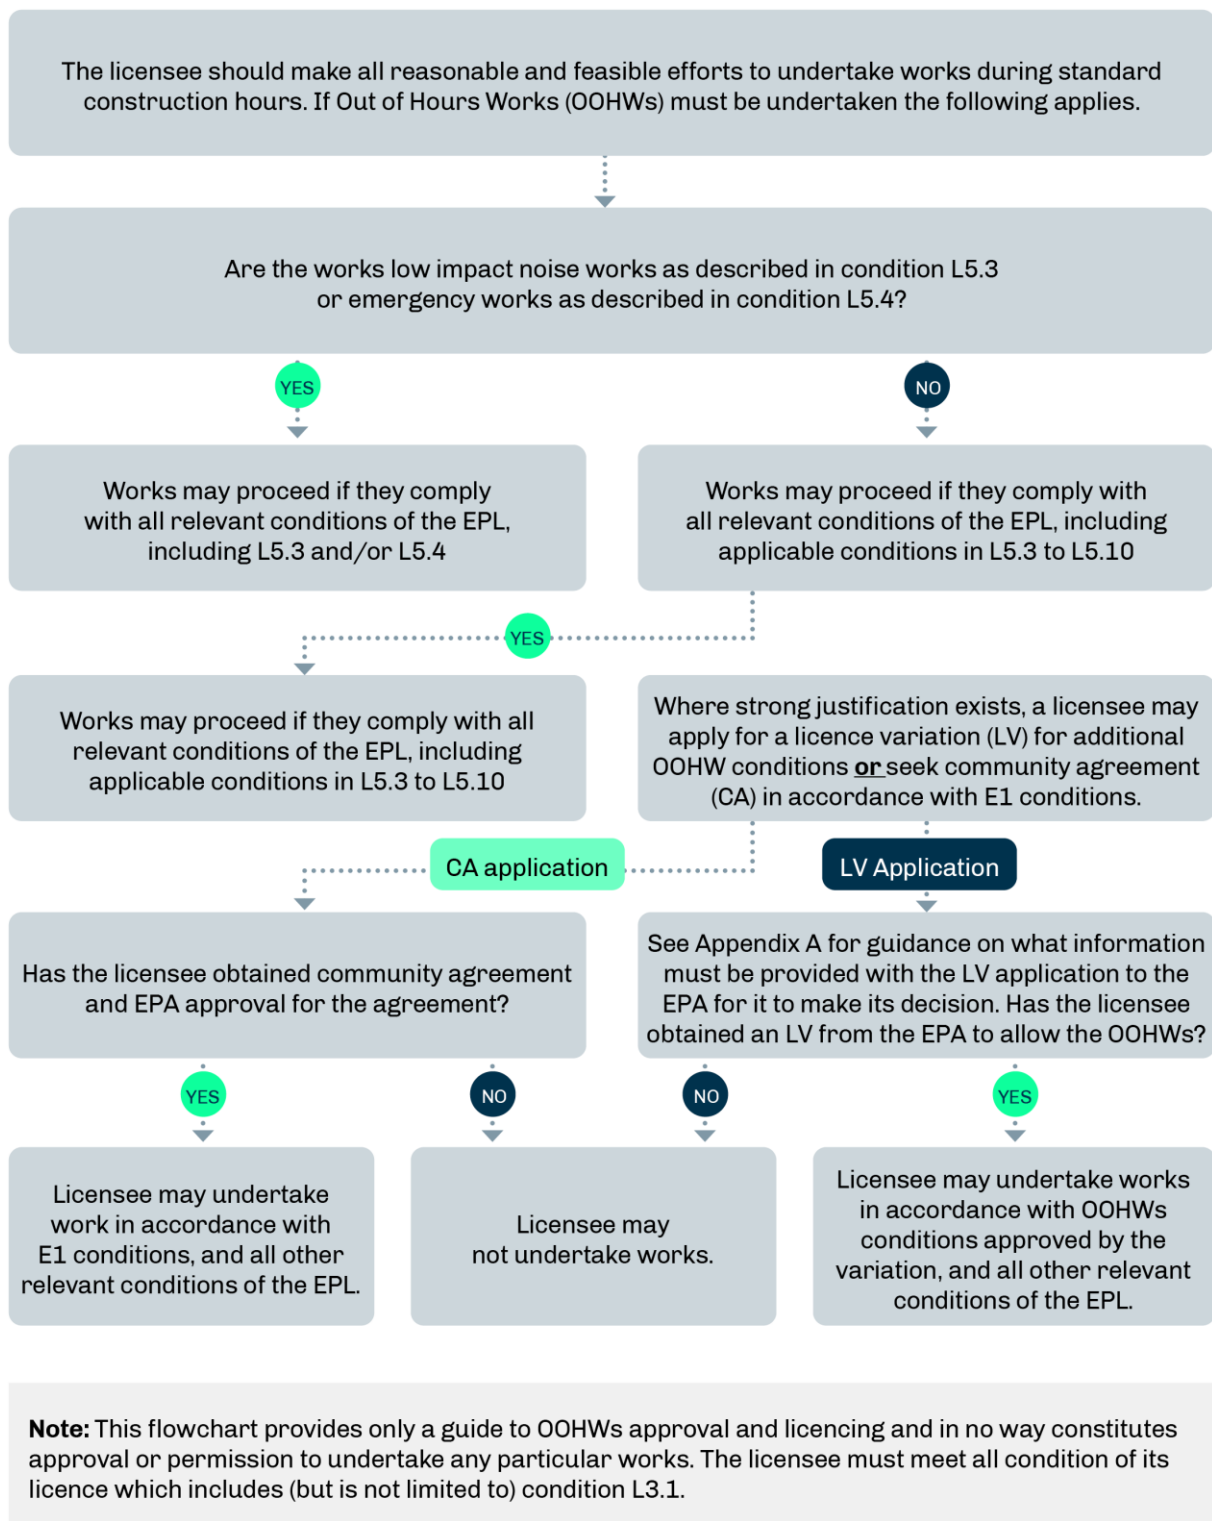 The licensee should make all reasonable and feasible efforts to undertake works during standard
construction hours. If Out of Hours Works (OOHWs) must be undertaken the following applies.
Are the works low impact noise works as described in condition L5.3
or emergency works as described in condition L5.4?
YES
NO
Works may proceed if they comply
with all relevant conditions of the EPL,
including L5.3 and/or L5.4
Works may proceed if they comply with
all relevant conditions of the EPL, including
applicable conditions in L5.3 to L5.10
YES
Works may proceed if they comply with all
relevant conditions of the EPL, including
applicable conditions in L5.3 to L5.10
Where strong justification exists, a licensee may
apply for a licence variation (LV) for additional
OOHW conditions or seek community agreement
(CA) in accordance with E1 conditions.
CA application
LV Application
Has the licensee obtained community agreement
and EPA approval for the agreement?
See Appendix A for guidance on what information
must be provided with the LV application to the
EPA for it to make its decision. Has the licensee
obtained an LV from the EPA to allow the OOHWs?
YES
NO
NO
YES
Licensee may undertake
work in accordance with
E1 conditions, and all other
relevant conditions of the EPL.
Licensee may
not undertake works.
Licensee may undertake works
in accordance with OOHWs
conditions approved by the
variation, and all other relevant
conditions of the EPL.
Note: This flowchart provides only a guide to OOHWs approval and licencing and in no way constitutes
approval or permission to undertake any particular works. The licensee must meet all condition of its
licence which includes (but is not limited to) condition L3.1.